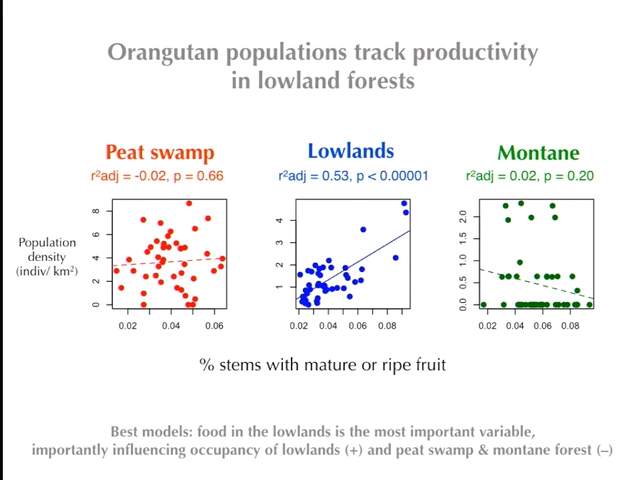 Orangutan populations track productivity
in lowland forests
Peat swamp
r²adj = -0.02, p = 0.66
Lowlands
r²adj = 0.53, p < 0.00001
Montane
r²adj = 0.02, p = 0.20
Population
density
(indiv/ km²)
8
6
4
2
0
0.02 0.04 0.06
4
3
2
1
0.02 0.04 0.06 0.08
2.0
1.5
1.0
0.5
0.0
0.02 0.04 0.06 0.08
% stems with mature or ripe fruit
Best models: food in the lowlands is the most important variable,
importantly influencing occupancy of lowlands (+) and peat swamp & montane forest (–)